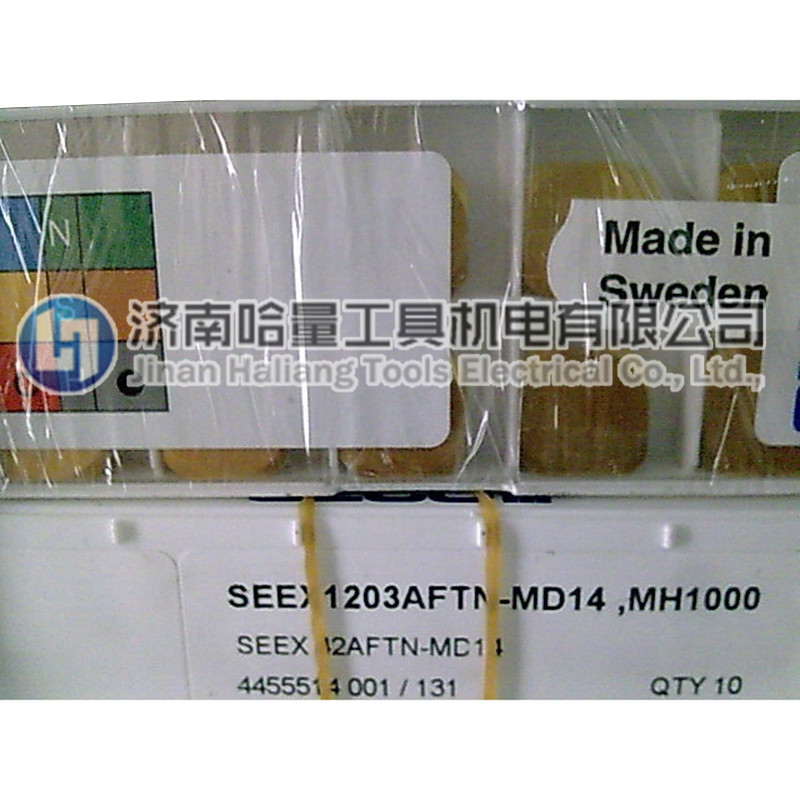 N
Made in
Sweden
S
济南哈量工具机电有限公司
Jinan Haliang Tools Electrical Co., Ltd.,
SEEX1203AFTN-MD14 ,MH1000
SEEX 42AFTN-MD14
4455514 001 / 131
QTY 10